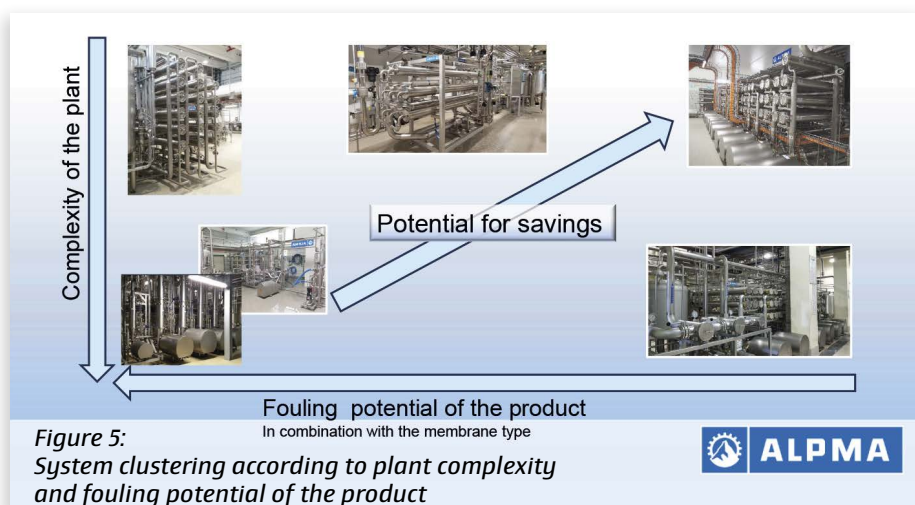 Complexity of the plant
Potential for savings
Fouling potential of the product
In combination with the membrane type
Figure 5:
System clustering according to plant complexity
and fouling potential of the product
ALPMA